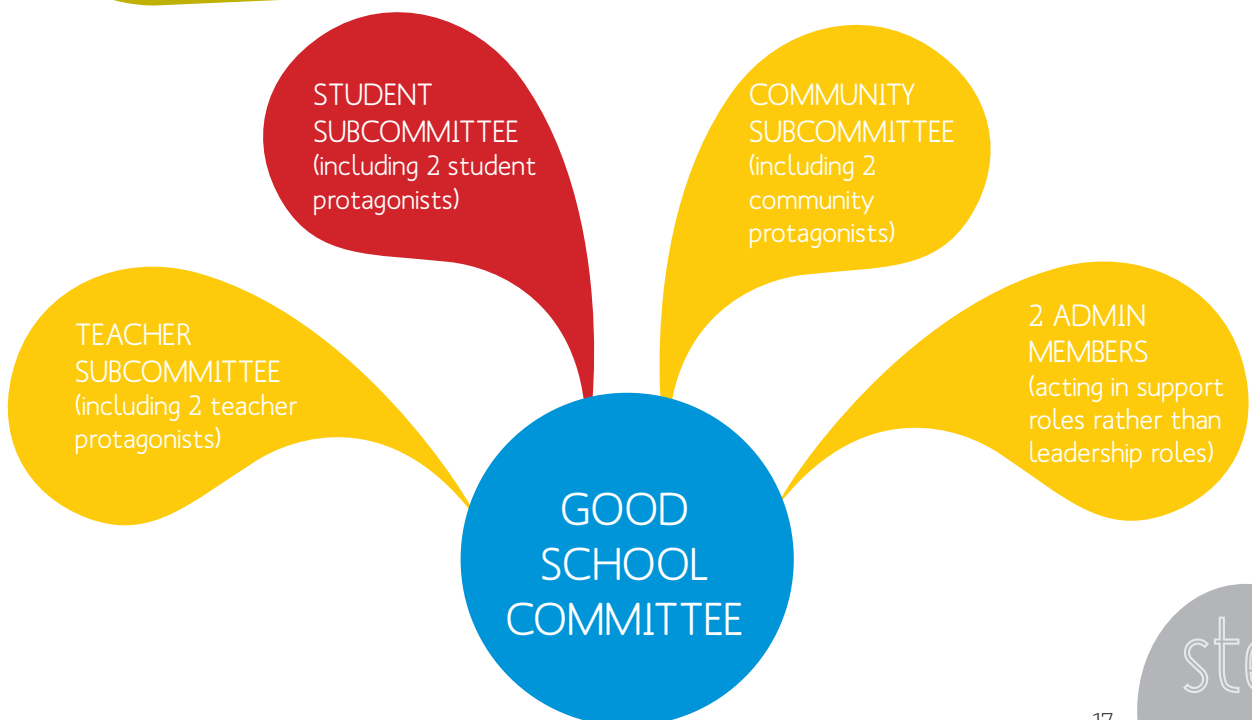 STUDENT
SUBCOMMITTEE
(including 2 student
protagonists)
COMMUNITY
SUBCOMMITTEE
(including 2
community
protagonists)
TEACHER
SUBCOMMITTEE
(including 2 teacher
protagonists)
2 ADMIN
MEMBERS
(acting in support
roles rather than
leadership roles)
GOOD
SCHOOL
COMMITTEE
17